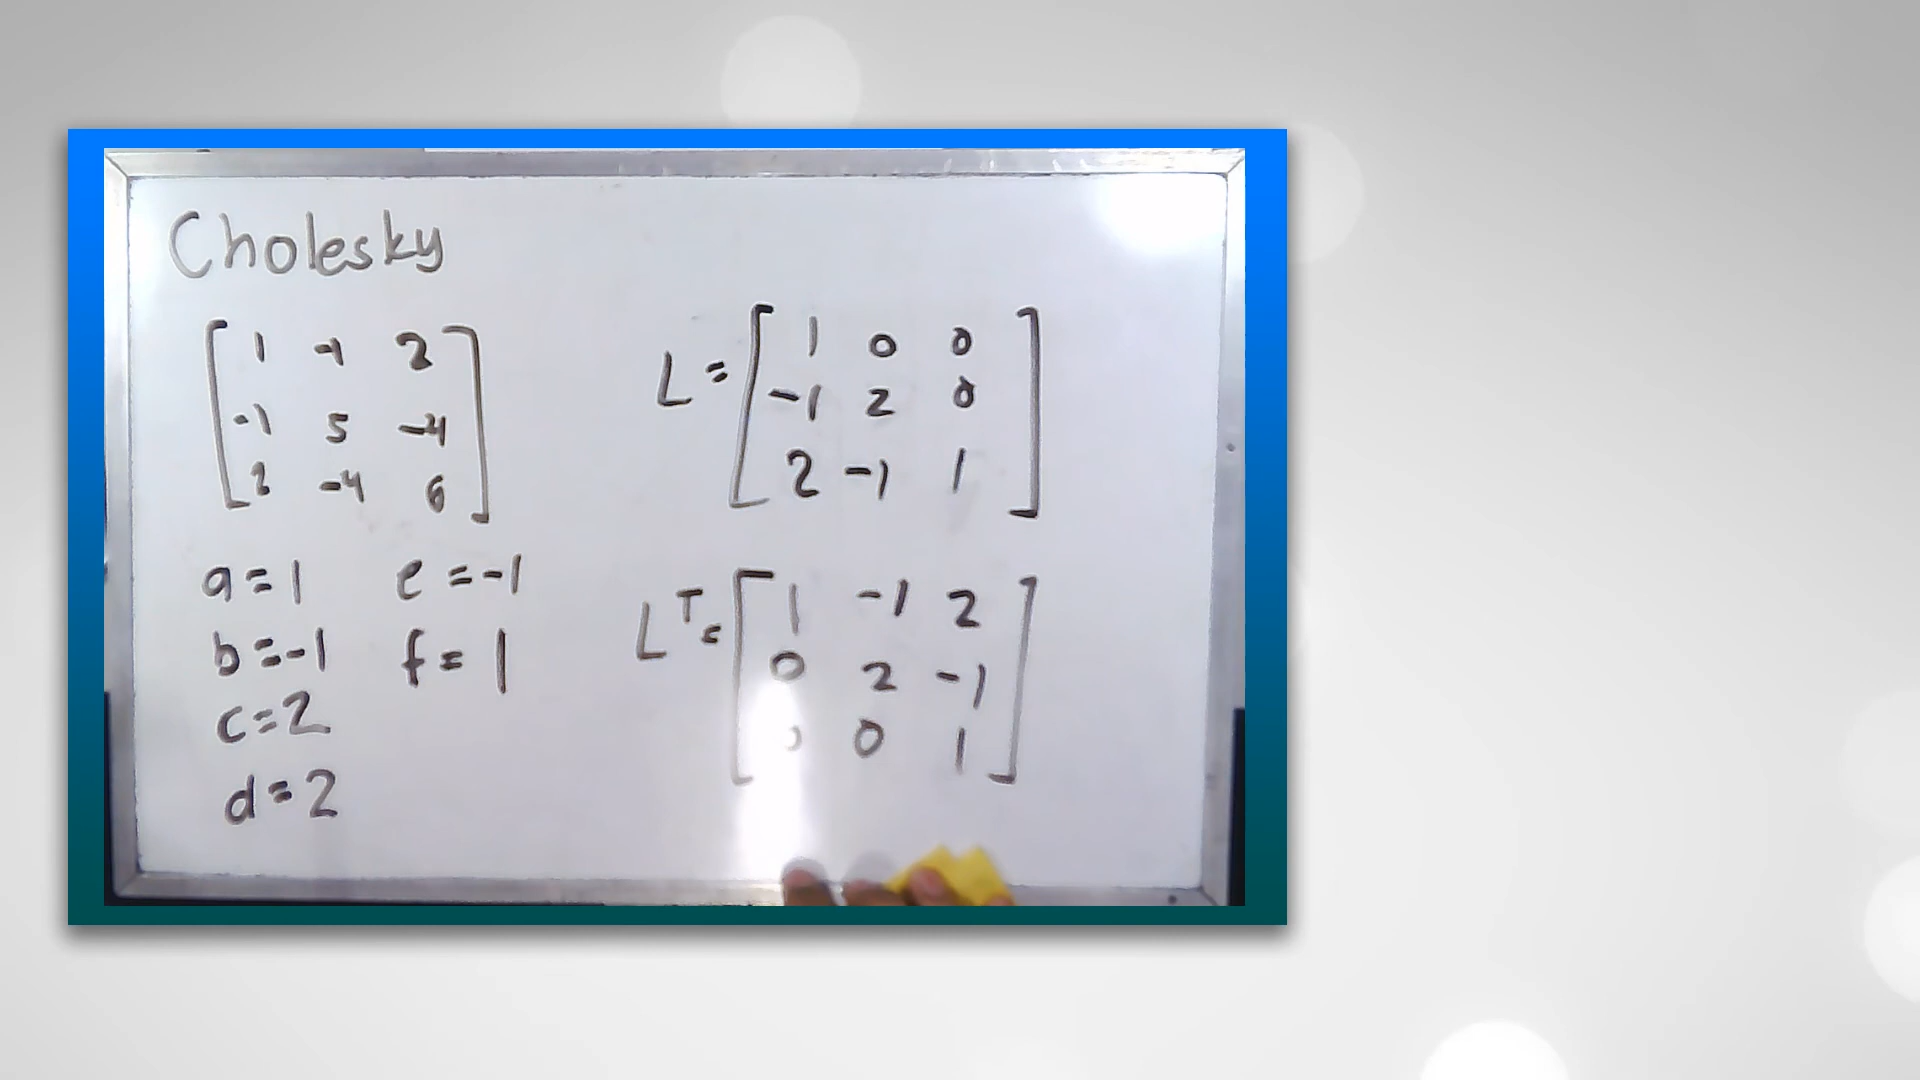 Cholesky
1 -1 2
-1 5 -4
2 -4 6
a=1 e=-1
b=-1 f=1
c=2
d=2
L= 1 0 0
-1 2 0
2 -1 1
L^T= 1 -1 2
0 2 -1
0 0 1